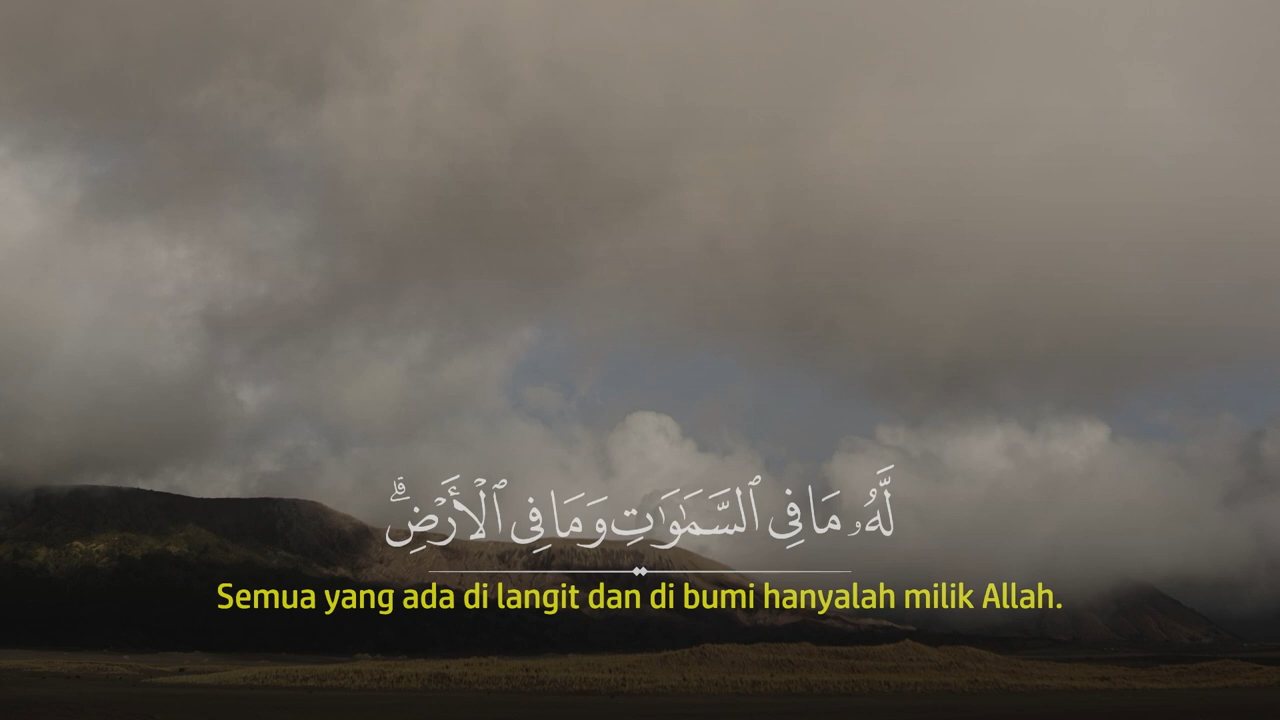 لَّهُۥ مَا فِى ٱلسَّمَـٰوَٰتِ وَمَا فِى ٱلْأَرْضِ ۗ
Semua yang ada di langit dan di bumi hanyalah milik Allah.